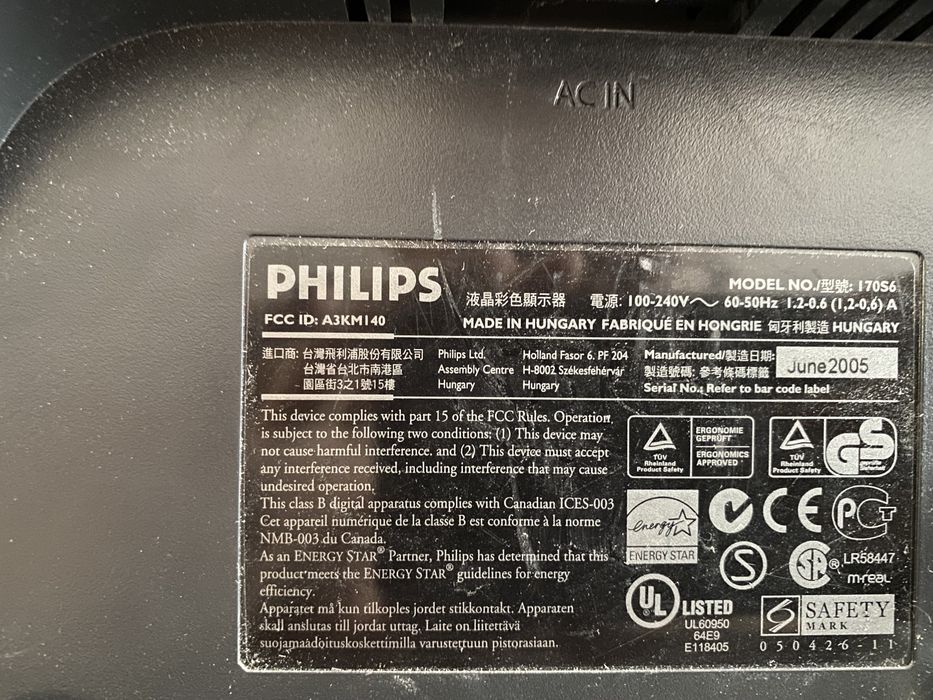 AC IN
PHILIPS
液晶彩色顯示器
電源: 100-240V～ 60-50Hz 1.2-0.6 (1,2-0,6) A
MODEL NO./型號: 170S6
FCC ID: A3KM140
MADE IN HUNGARY FABRIQUÉ EN HONGRIE 匈牙利製造 HUNGARY
進口商: 台灣飛利浦股份有限公司
台灣省台北市南港區
園區街3之1號15樓
Philips Ltd.
Assembly Centre
Hungary
Holland Fasor 6. PF 204
H-8002 Székesfehérvár
Hungary
Manufactured/製造日期:
June2005
製造號碼: 參考條碼標籤
Serial No.: Refer to bar code label
This device complies with part 15 of the FCC Rules. Operation
is subject to the following two conditions: (1) This device may
not cause harmful interference. and (2) This device must accept
any interference received, including interference that may cause
undesired operation.
This class B digital apparatus complies with Canadian ICES-003
Cet appareil numérique de la classe B est conforme à la norme
NMB-003 du Canada.
As an ENERGY STAR® Partner, Philips has determined that this
product meets the ENERGY STAR® guidelines for energy
efficiency.
Apparatet må kun tilkoples jordet stikkontakt. Apparaten
skall anslutas till jordat uttag. Laite on liitettävä
suojamaadoituskoskettimilla varustettuun pistorasiaan.
TÜV
Rheinland
Product Safety
ERGONOMIE
GEPRÜFT
ERGONOMICS
APPROVED
TÜV
Rheinland
Product Safety
GS
geprüfte
Sicherheit
energy
ENERGY STAR
CE
S
®
LR58447
m-real
UL
LISTED
UL60950
64E9
E118405
SAFETY
MARK
050426-11